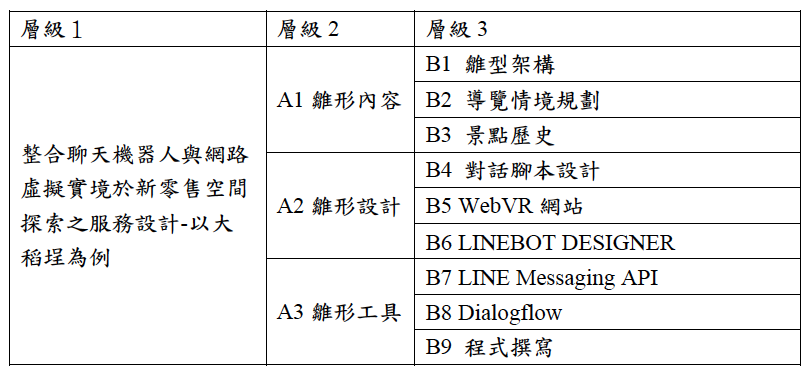 層級1
層級2
層級3
整合聊天機器人與網路
虛擬實境於新零售空間
探索之服務設計-以大
稻埕為例
A1 雛形內容
B1 雛型架構
B2 導覽情境規劃
B3 景點歷史
A2 雛形設計
B4 對話腳本設計
B5 WebVR 網站
B6 LINEBOT DESIGNER
A3 雛形工具
B7 LINE Messaging API
B8 Dialogflow
B9 程式撰寫